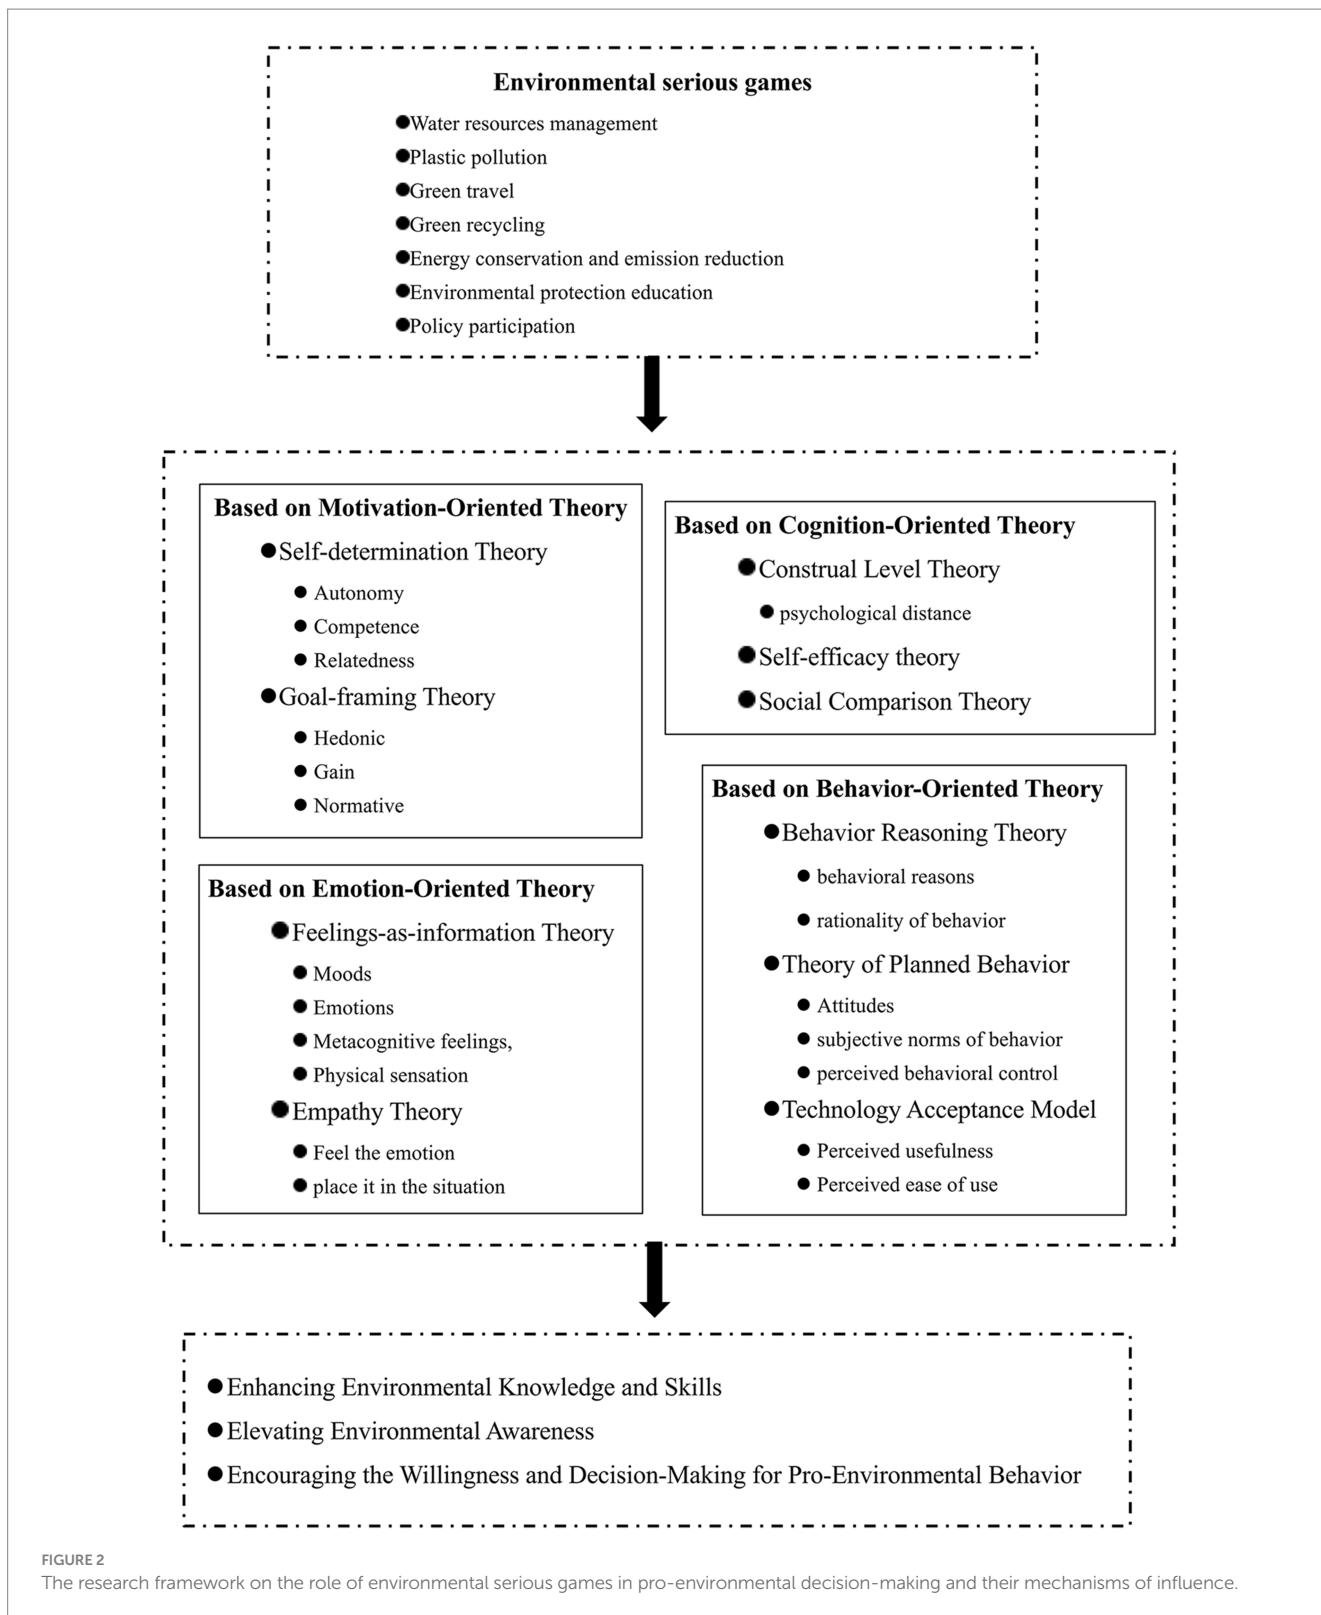 Environmental serious games
●Water resources management
●Plastic pollution
●Green travel
●Green recycling
●Energy conservation and emission reduction
●Environmental protection education
●Policy participation
Based on Motivation-Oriented Theory
●Self-determination Theory
● Autonomy
● Competence
● Relatedness
●Goal-framing Theory
● Hedonic
● Gain
● Normative
Based on Emotion-Oriented Theory
●Feelings-as-information Theory
● Moods
● Emotions
● Metacognitive feelings,
● Physical sensation
●Empathy Theory
● Feel the emotion
● place it in the situation
Based on Cognition-Oriented Theory
●Construal Level Theory
● psychological distance
●Self-efficacy theory
●Social Comparison Theory
Based on Behavior-Oriented Theory
●Behavior Reasoning Theory
● behavioral reasons
● rationality of behavior
●Theory of Planned Behavior
● Attitudes
● subjective norms of behavior
● perceived behavioral control
●Technology Acceptance Model
● Perceived usefulness
● Perceived ease of use
●Enhancing Environmental Knowledge and Skills
●Elevating Environmental Awareness
●Encouraging the Willingness and Decision-Making for Pro-Environmental Behavior
FIGURE 2
The research framework on the role of environmental serious games in pro-environmental decision-making and their mechanisms of influence.